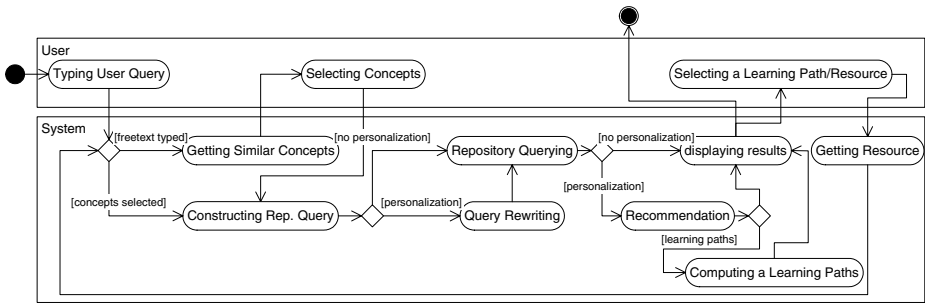 User
Typing User Query
Selecting Concepts
Selecting a Learning Path/Resource
System
[freetext typed]
[no personalization]
[no personalization]
Getting Similar Concepts
Repository Querying
displaying results
Getting Resource
[personalization]
[concepts selected]
[personalization]
Constructing Rep. Query
Query Rewriting
Recommendation
[learning paths]
Computing a Learning Paths